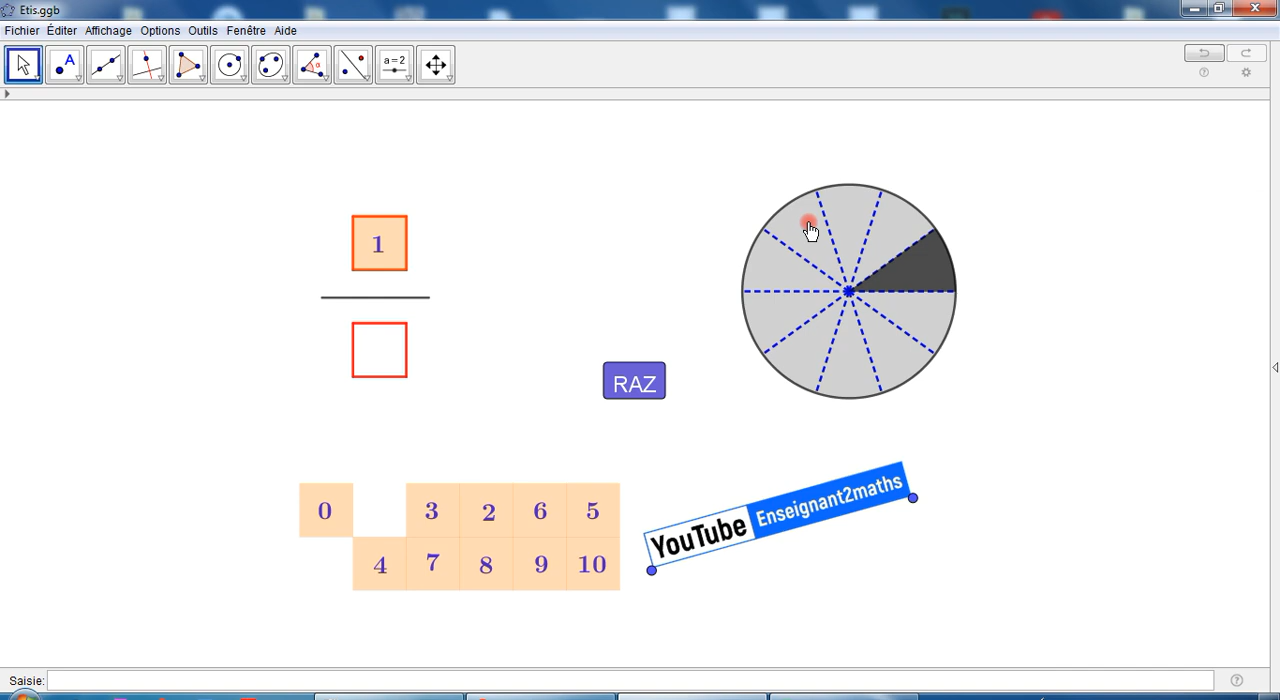 Etis.ggb
Fichier Éditer Affichage Options Outils Fenêtre Aide
A
α
a=2
1
RAZ
0 3 2 6 5
4 7 8 9 10
YouTube Enseignant2maths
Saisie: